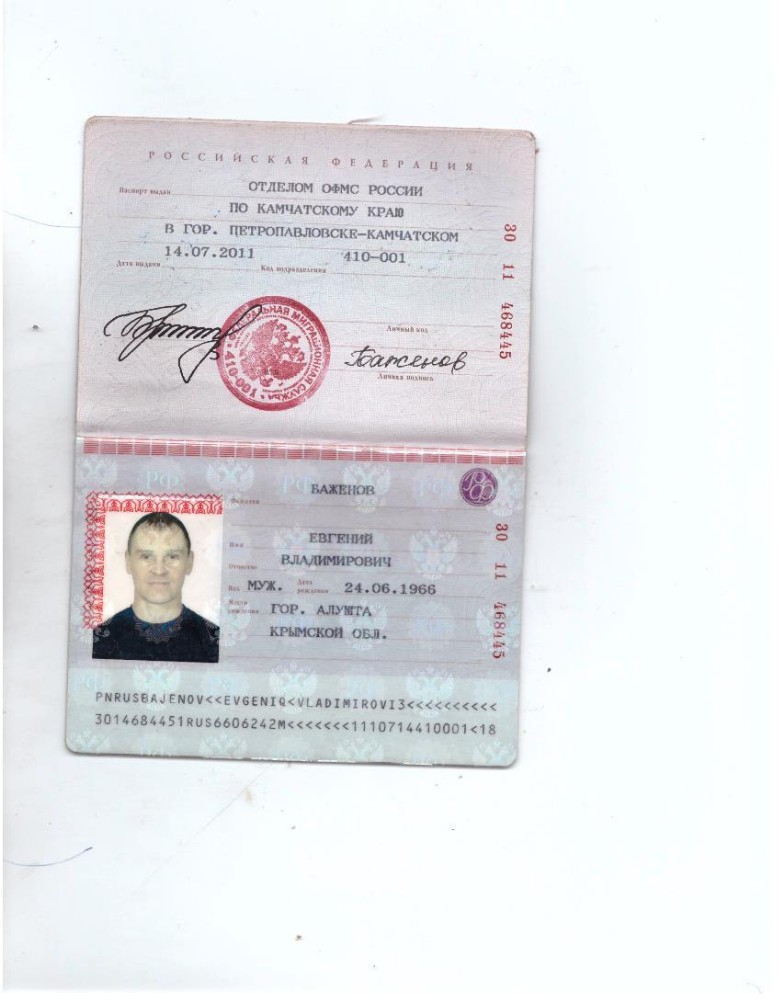 РОССИЙСКАЯ ФЕДЕРАЦИЯ
Паспорт выдан ОТДЕЛОМ ОФМС РОССИИ
ПО КАМЧАТСКОМУ КРАЮ
В ГОР. ПЕТРОПАВЛОВСКЕ-КАМЧАТСКОМ
14.07.2011 410-001
Дата выдачи Код подразделения
30 11 468445
ФЕДЕРАЛЬНАЯ МИГРАЦИОННАЯ СЛУЖБА * 410-001 *
Личный код
Баженов
Личная подпись
РФ
Фамилия БАЖЕНОВ
Имя ЕВГЕНИЙ
Отчество ВЛАДИМИРОВИЧ
Пол МУЖ. Дата рождения 24.06.1966
Место рождения ГОР. АЛУШТА
КРЫМСКОЙ ОБЛ.
30 11 468445
PNRUSBAJENOV<<EVGENIQ<VLADIMIROVI3<<<<<<<<<<
3014684451RUS6606242M<<<<<<<1110714410001<18